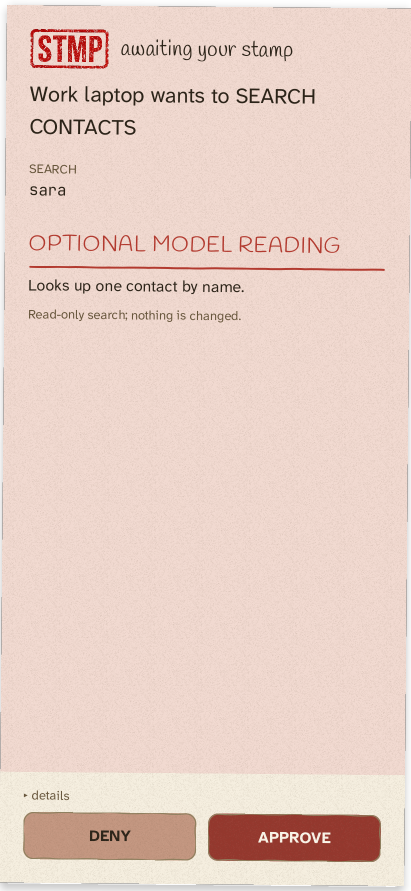 STMP awaiting your stamp
Work laptop wants to SEARCH
CONTACTS
SEARCH
sara
OPTIONAL MODEL READING
Looks up one contact by name.
Read-only search; nothing is changed.
‣ details
DENY APPROVE